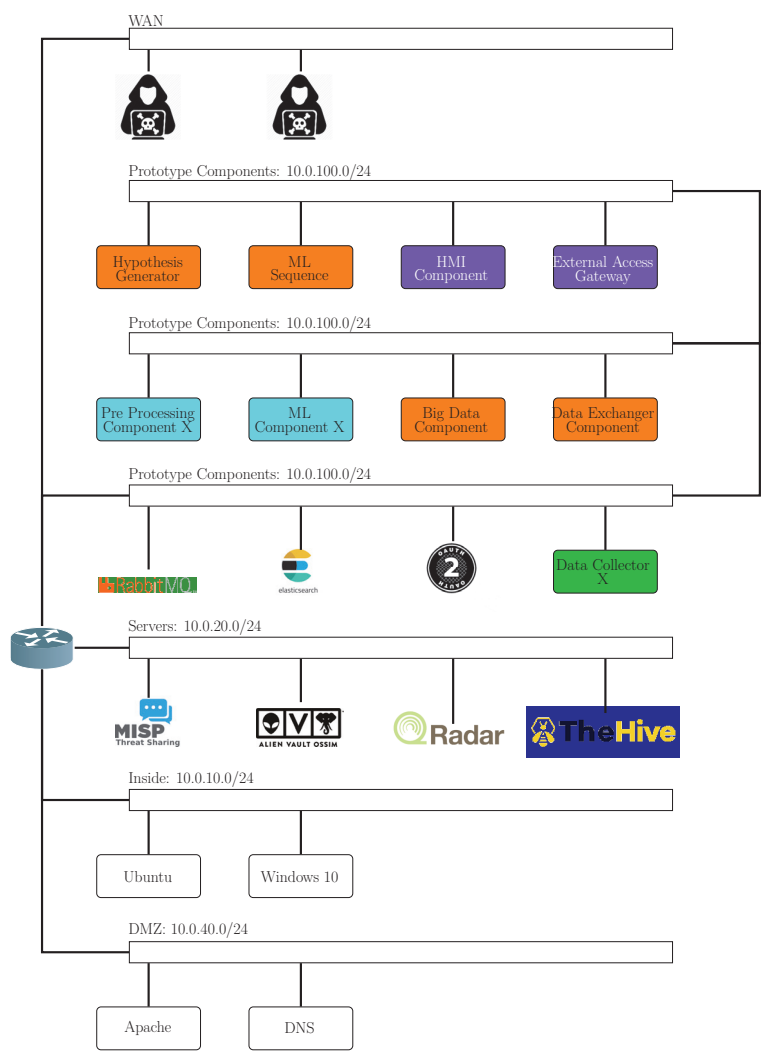 WAN
Prototype Components: 10.0.100.0/24
Hypothesis
Generator
ML
Sequence
HMI
Component
External Access
Gateway
Prototype Components: 10.0.100.0/24
Pre Processing
Component X
ML
Component X
Big Data
Component
Data Exchanger
Component
Prototype Components: 10.0.100.0/24
RabbitMQ
elasticsearch
OAUTH
2
OAUTH
Data Collector
X
Servers: 10.0.20.0/24
MISP
Threat Sharing
V
ALIEN VAULT OSSIM
QRadar
TheHive
Inside: 10.0.10.0/24
Ubuntu
Windows 10
DMZ: 10.0.40.0/24
Apache
DNS